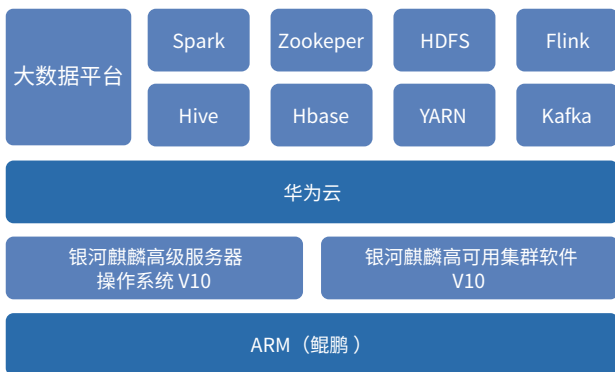 大数据平台
Spark
Zookeper
HDFS
Flink
Hive
Hbase
YARN
Kafka
华为云
银河麒麟高级服务器
操作系统 V10
银河麒麟高可用集群软件
V10
ARM（鲲鹏 ）